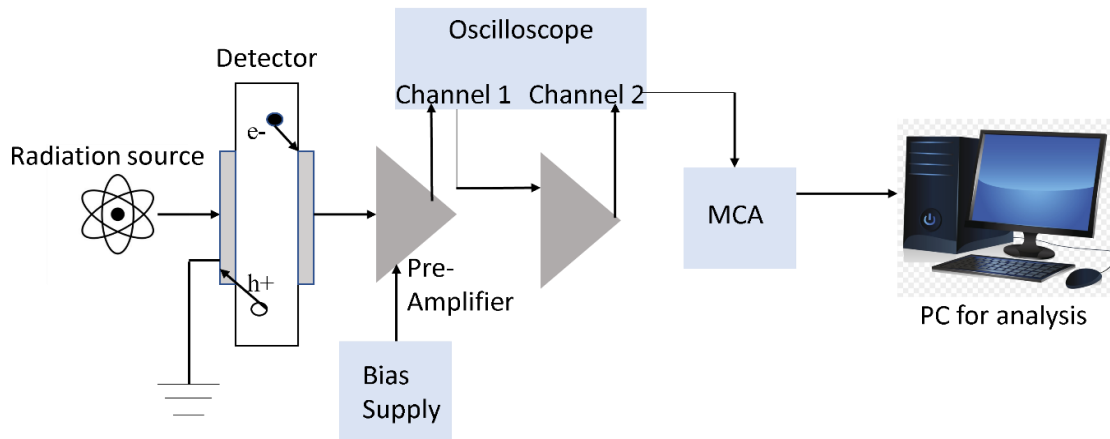 Oscilloscope
Detector
Channel 1 Channel 2
e-
Radiation source
MCA
h+
Pre-
Amplifier
PC for analysis
Bias
Supply